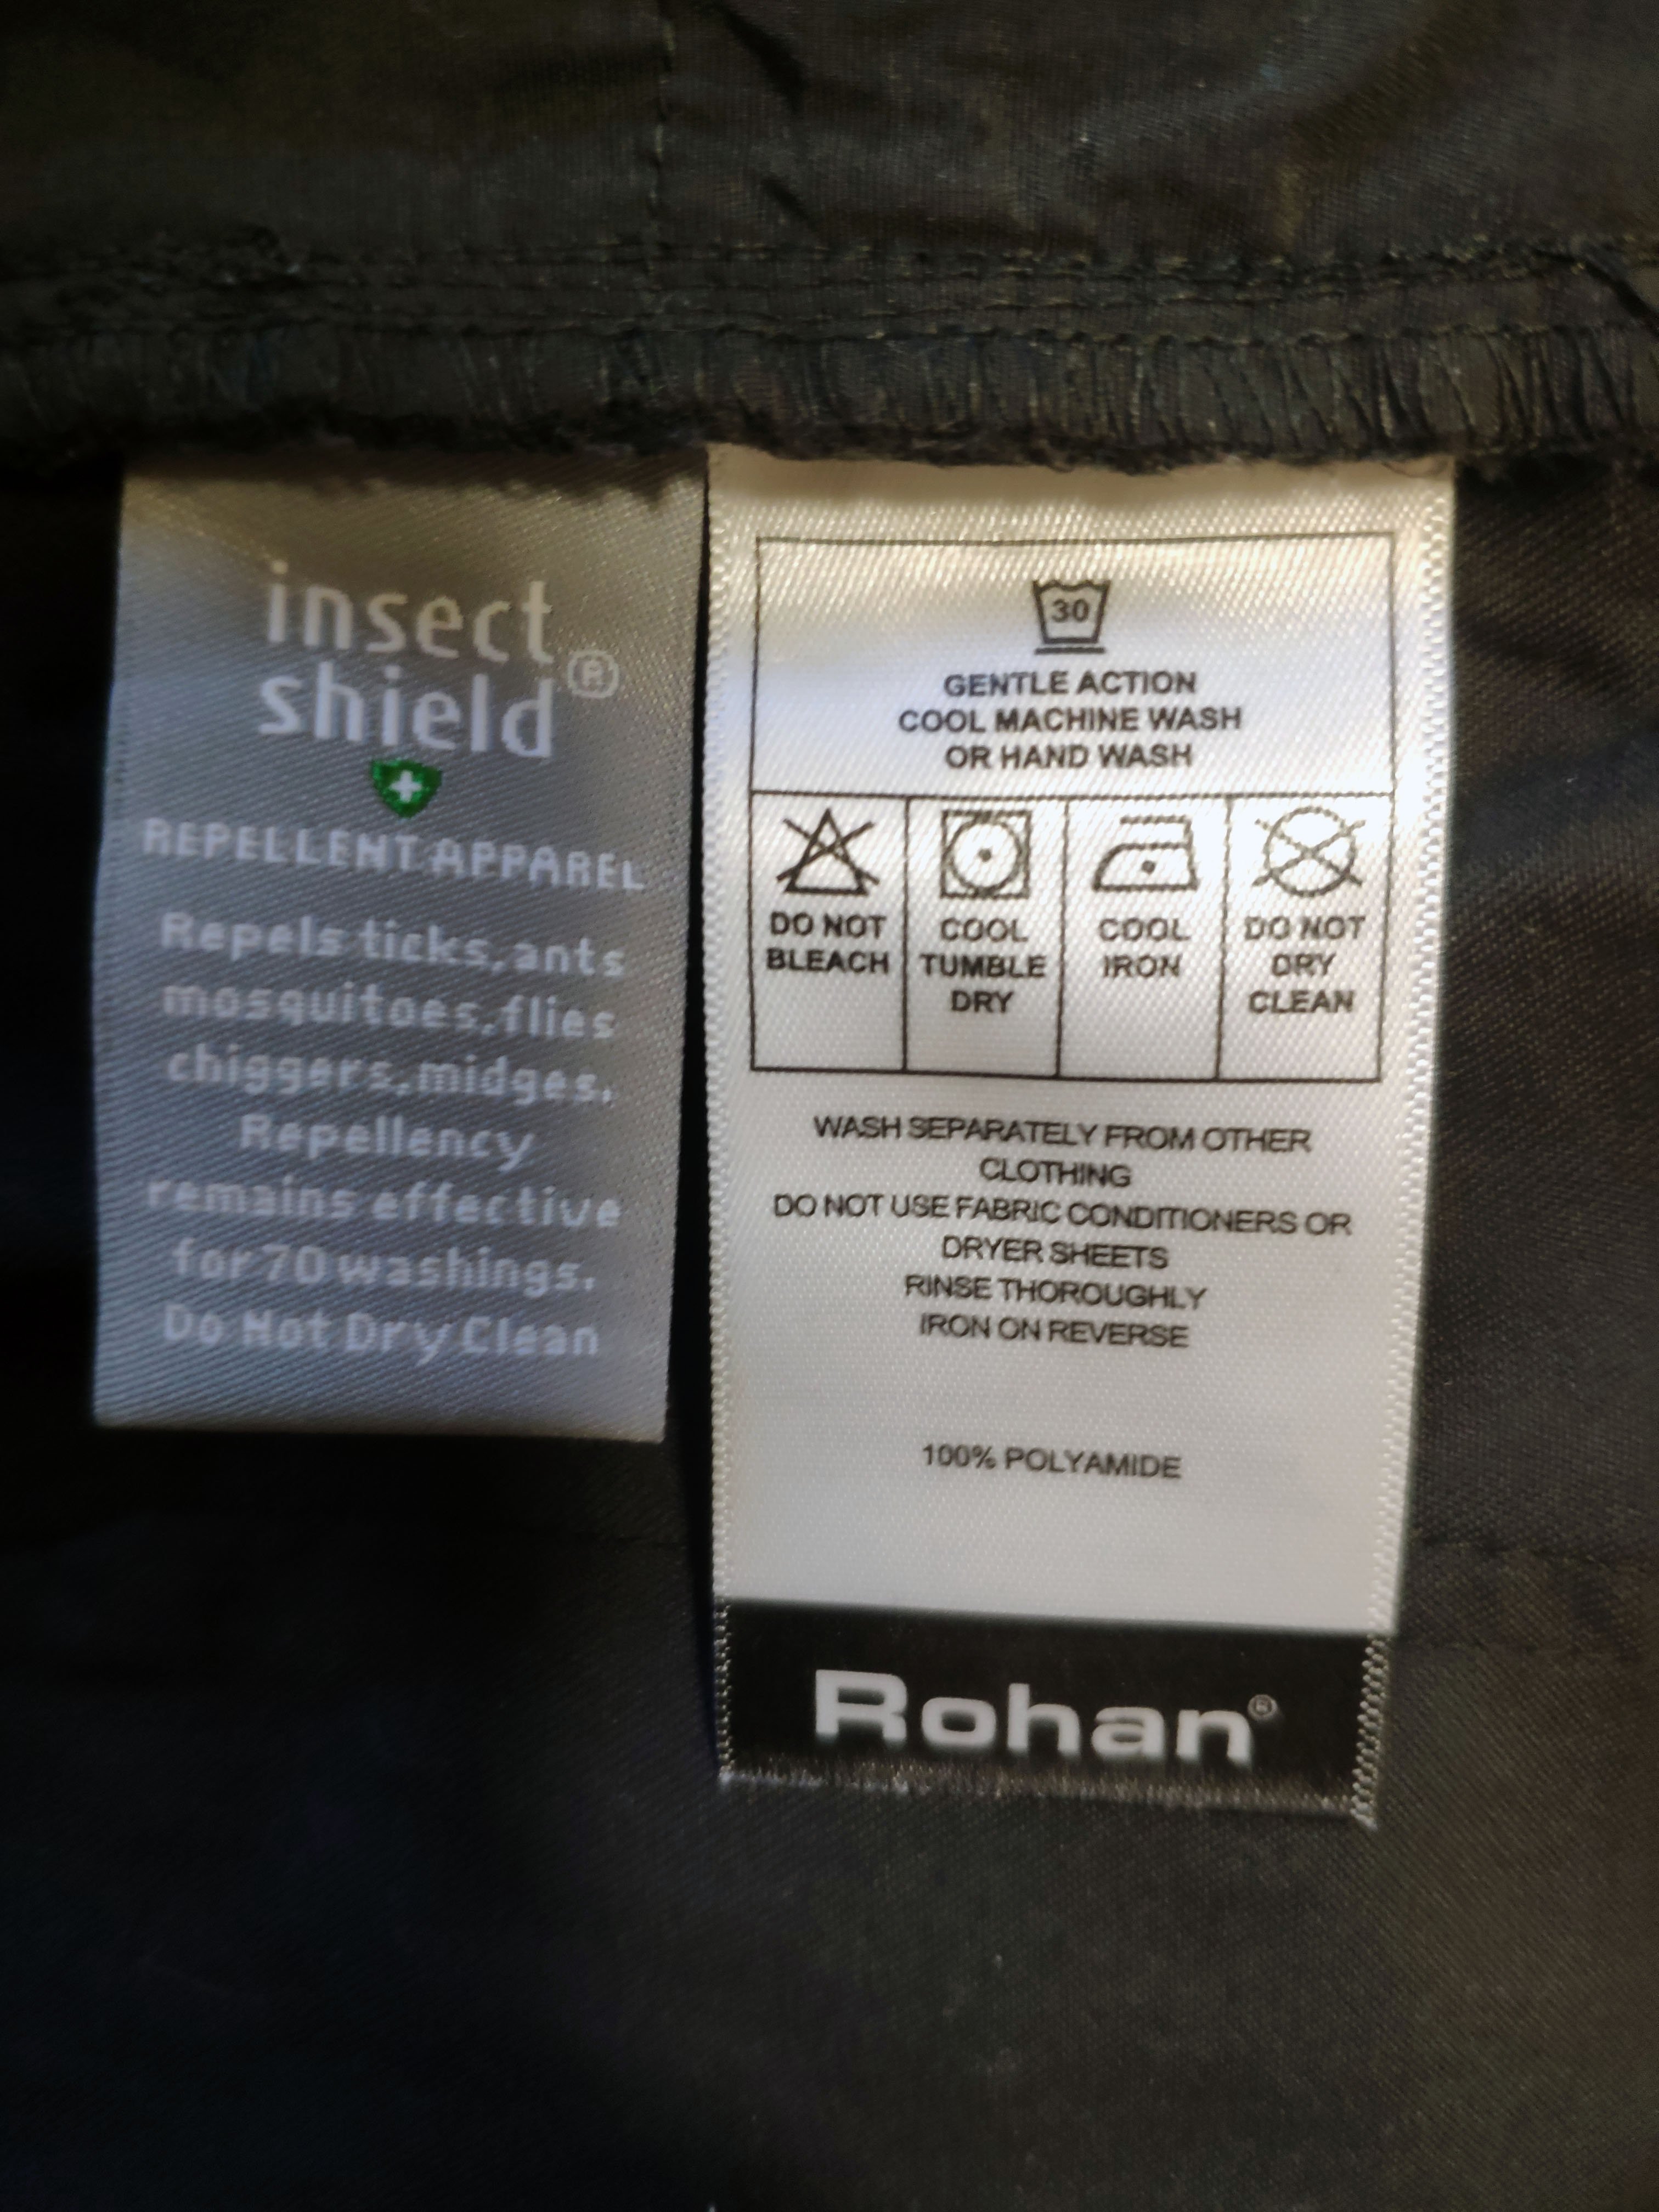 insect
shield®
REPELLENT APPAREL
Repels ticks, ants
mosquitoes, flies
chiggers, midges.
Repellency
remains effective
for 70 washings.
Do Not Dry Clean
30
GENTLE ACTION
COOL MACHINE WASH
OR HAND WASH
DO NOT
BLEACH
COOL
TUMBLE
DRY
COOL
IRON
DO NOT
DRY
CLEAN
WASH SEPARATELY FROM OTHER
CLOTHING
DO NOT USE FABRIC CONDITIONERS OR
DRYER SHEETS
RINSE THOROUGHLY
IRON ON REVERSE
100% POLYAMIDE
Rohan®